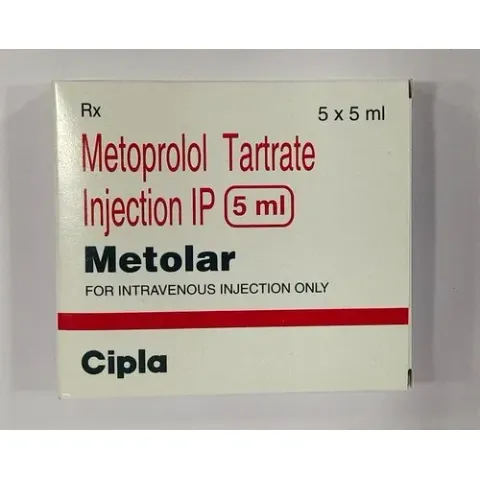 Rx 5 x 5 ml
Metoprolol Tartrate
Injection IP 5 ml
Metolar
FOR INTRAVENOUS INJECTION ONLY
Cipla